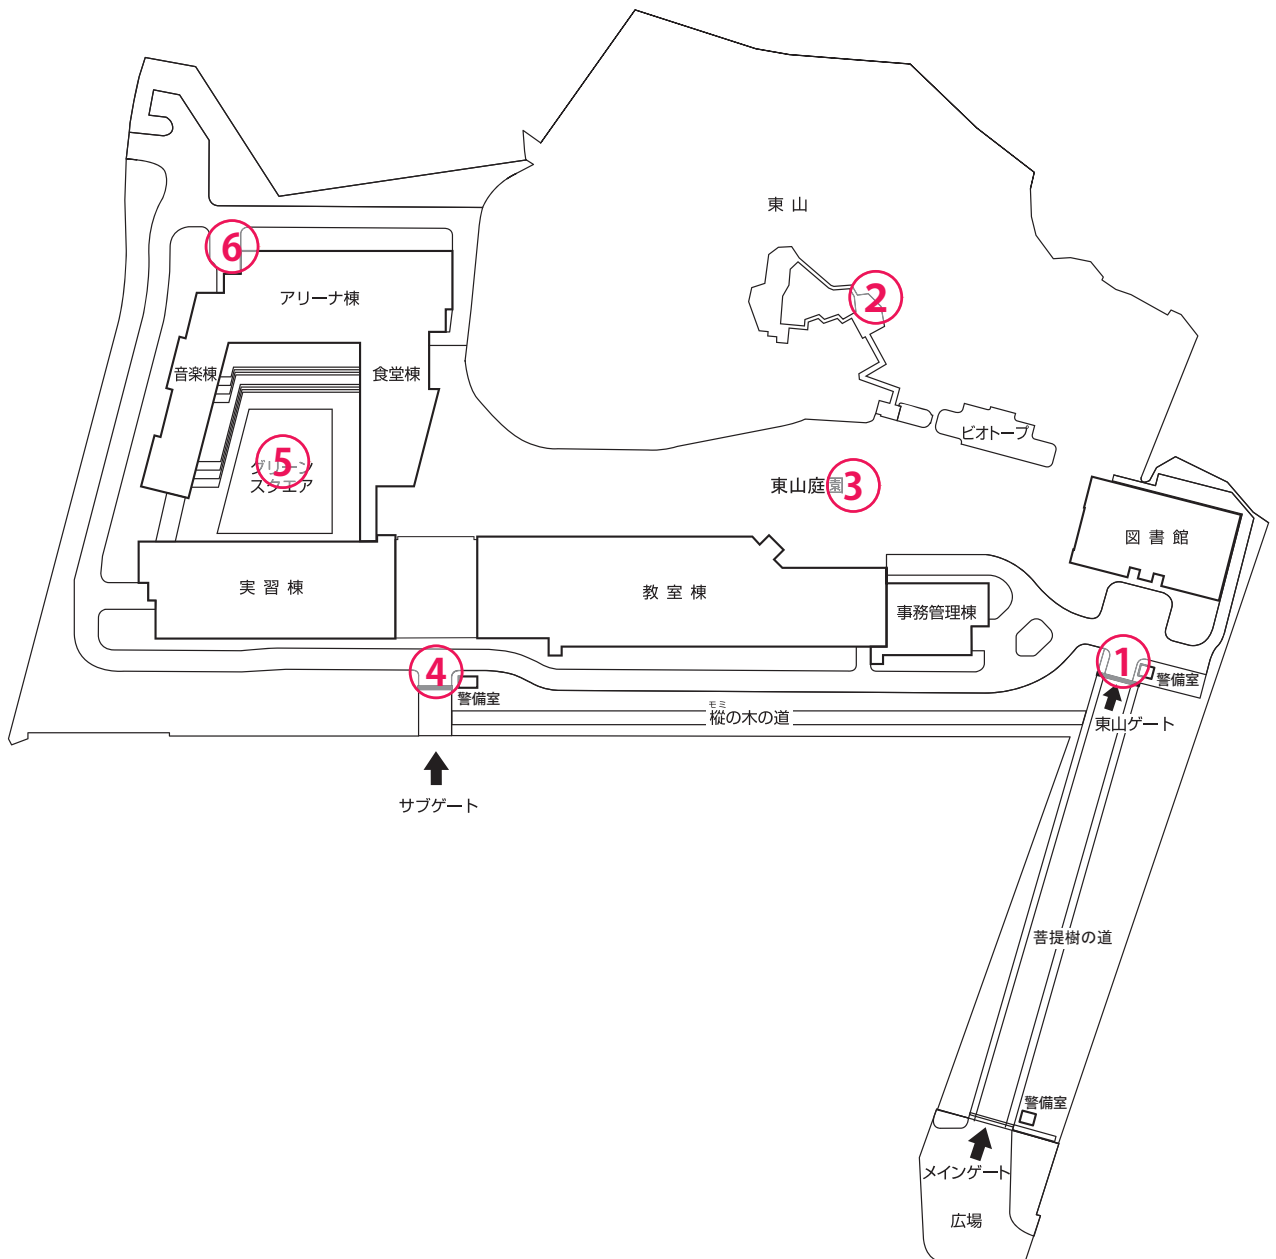 東山
6
アリーナ棟
2
音楽棟
食堂棟
ビオトープ
5
グリーン
スクエア
東山庭園
3
図書館
実習棟
教室棟
事務管理棟
4
警備室
1
警備室
モミ
樅の木の道
東山ゲート
サブゲート
菩提樹の道
警備室
メインゲート
広場